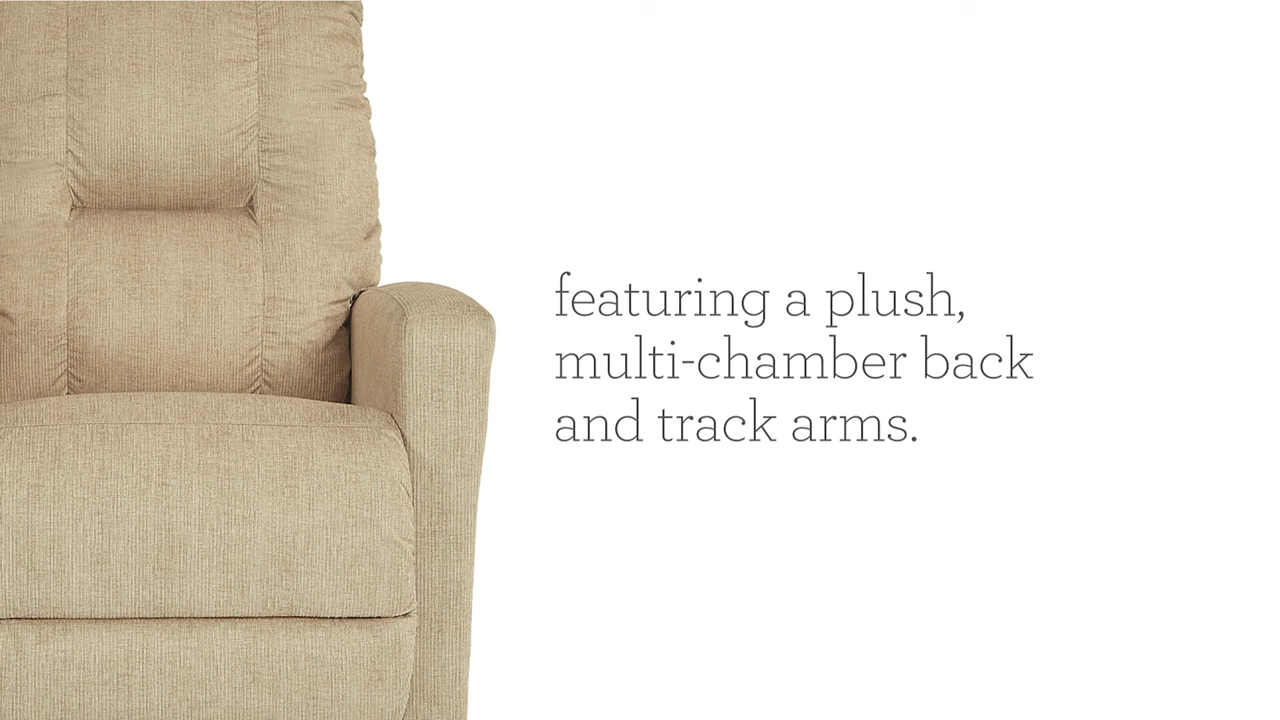 featuring a plush,
multi-chamber back
and track arms.